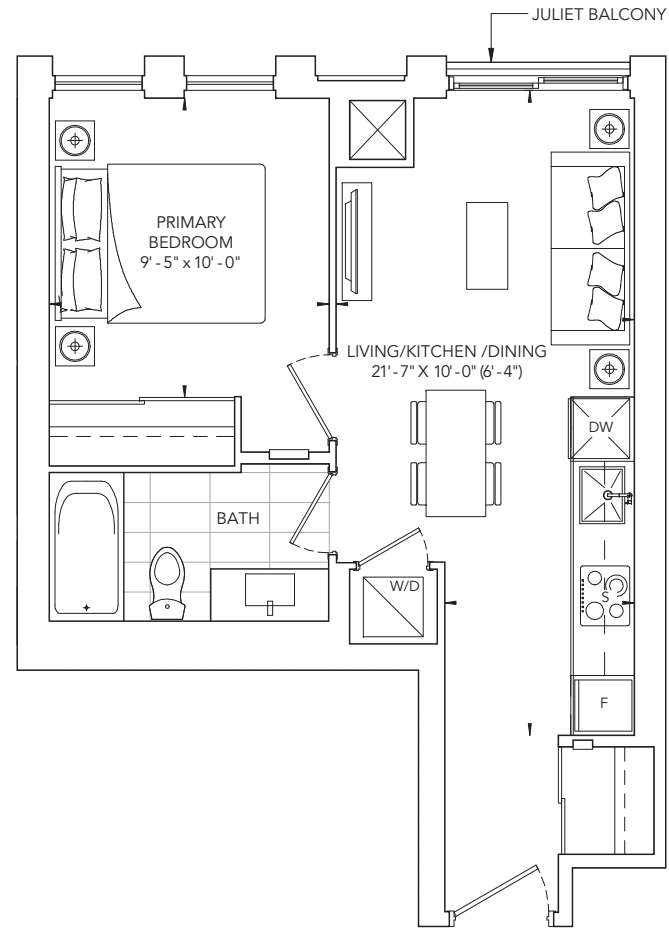 JULIET BALCONY
PRIMARY
BEDROOM
9' - 5" x 10' - 0"
LIVING/KITCHEN /DINING
21' - 7" X 10' - 0" (6' - 4")
DW
BATH
W/D
S
F